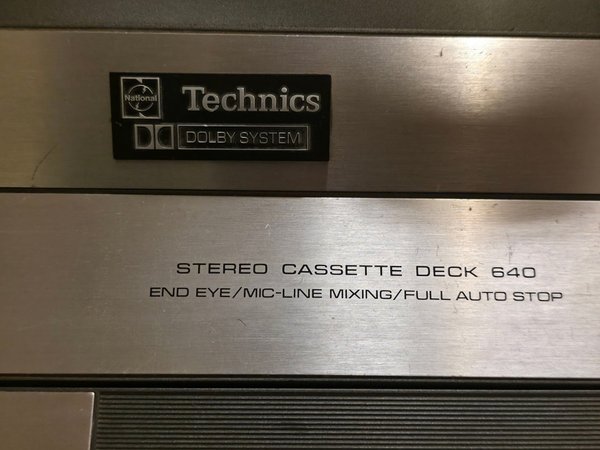 National
Technics
DOLBY SYSTEM
STEREO CASSETTE DECK 640
END EYE/MIC-LINE MIXING/FULL AUTO STOP